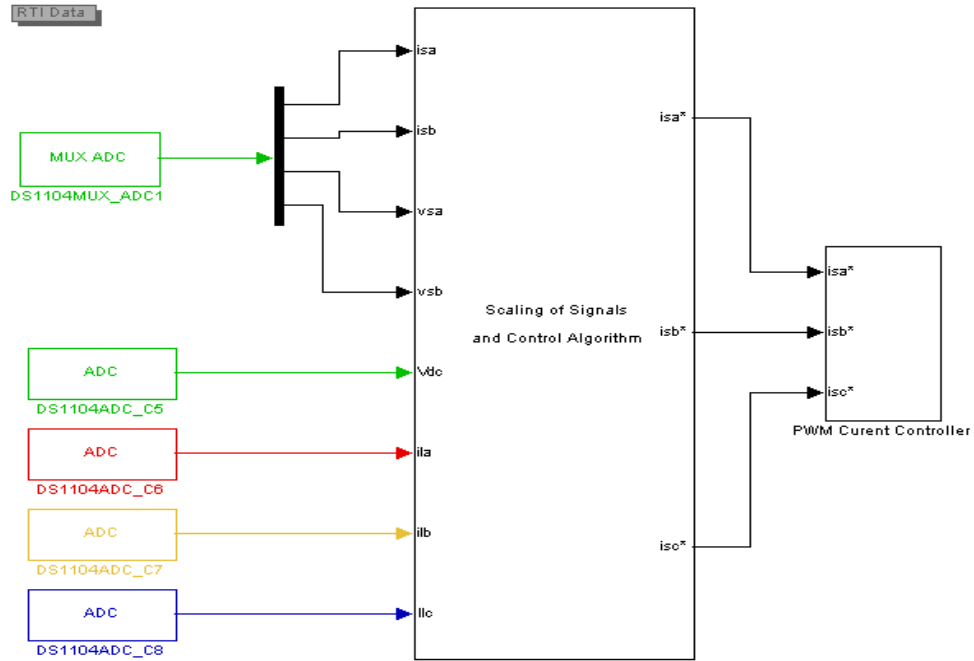 RTI Data
MUX ADC
DS1104MUX_ADC1
ADC
DS1104ADC_C5
ADC
DS1104ADC_C6
ADC
DS1104ADC_C7
ADC
DS1104ADC_C8
isa
isb
vsa
vsb
Vdc
ila
ilb
Ilc
Scaling of Signals
and Control Algorithm
isa*
isb*
isc*
isa*
isb*
isc*
PWM Curent Controller